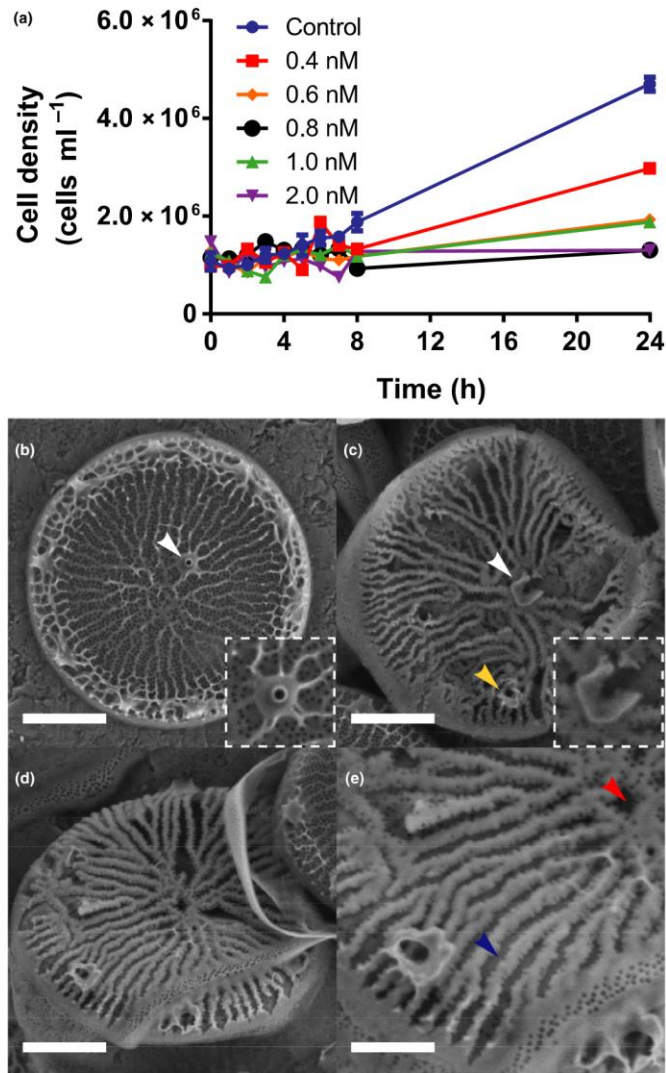 (a)
6.0 × 10⁶
4.0 × 10⁶
2.0 × 10⁶
0
Cell density
(cells ml⁻¹)
Control
0.4 nM
0.6 nM
0.8 nM
1.0 nM
2.0 nM
0 4 8 12 16 20 24
Time (h)
(b)
(c)
(d)
(e)